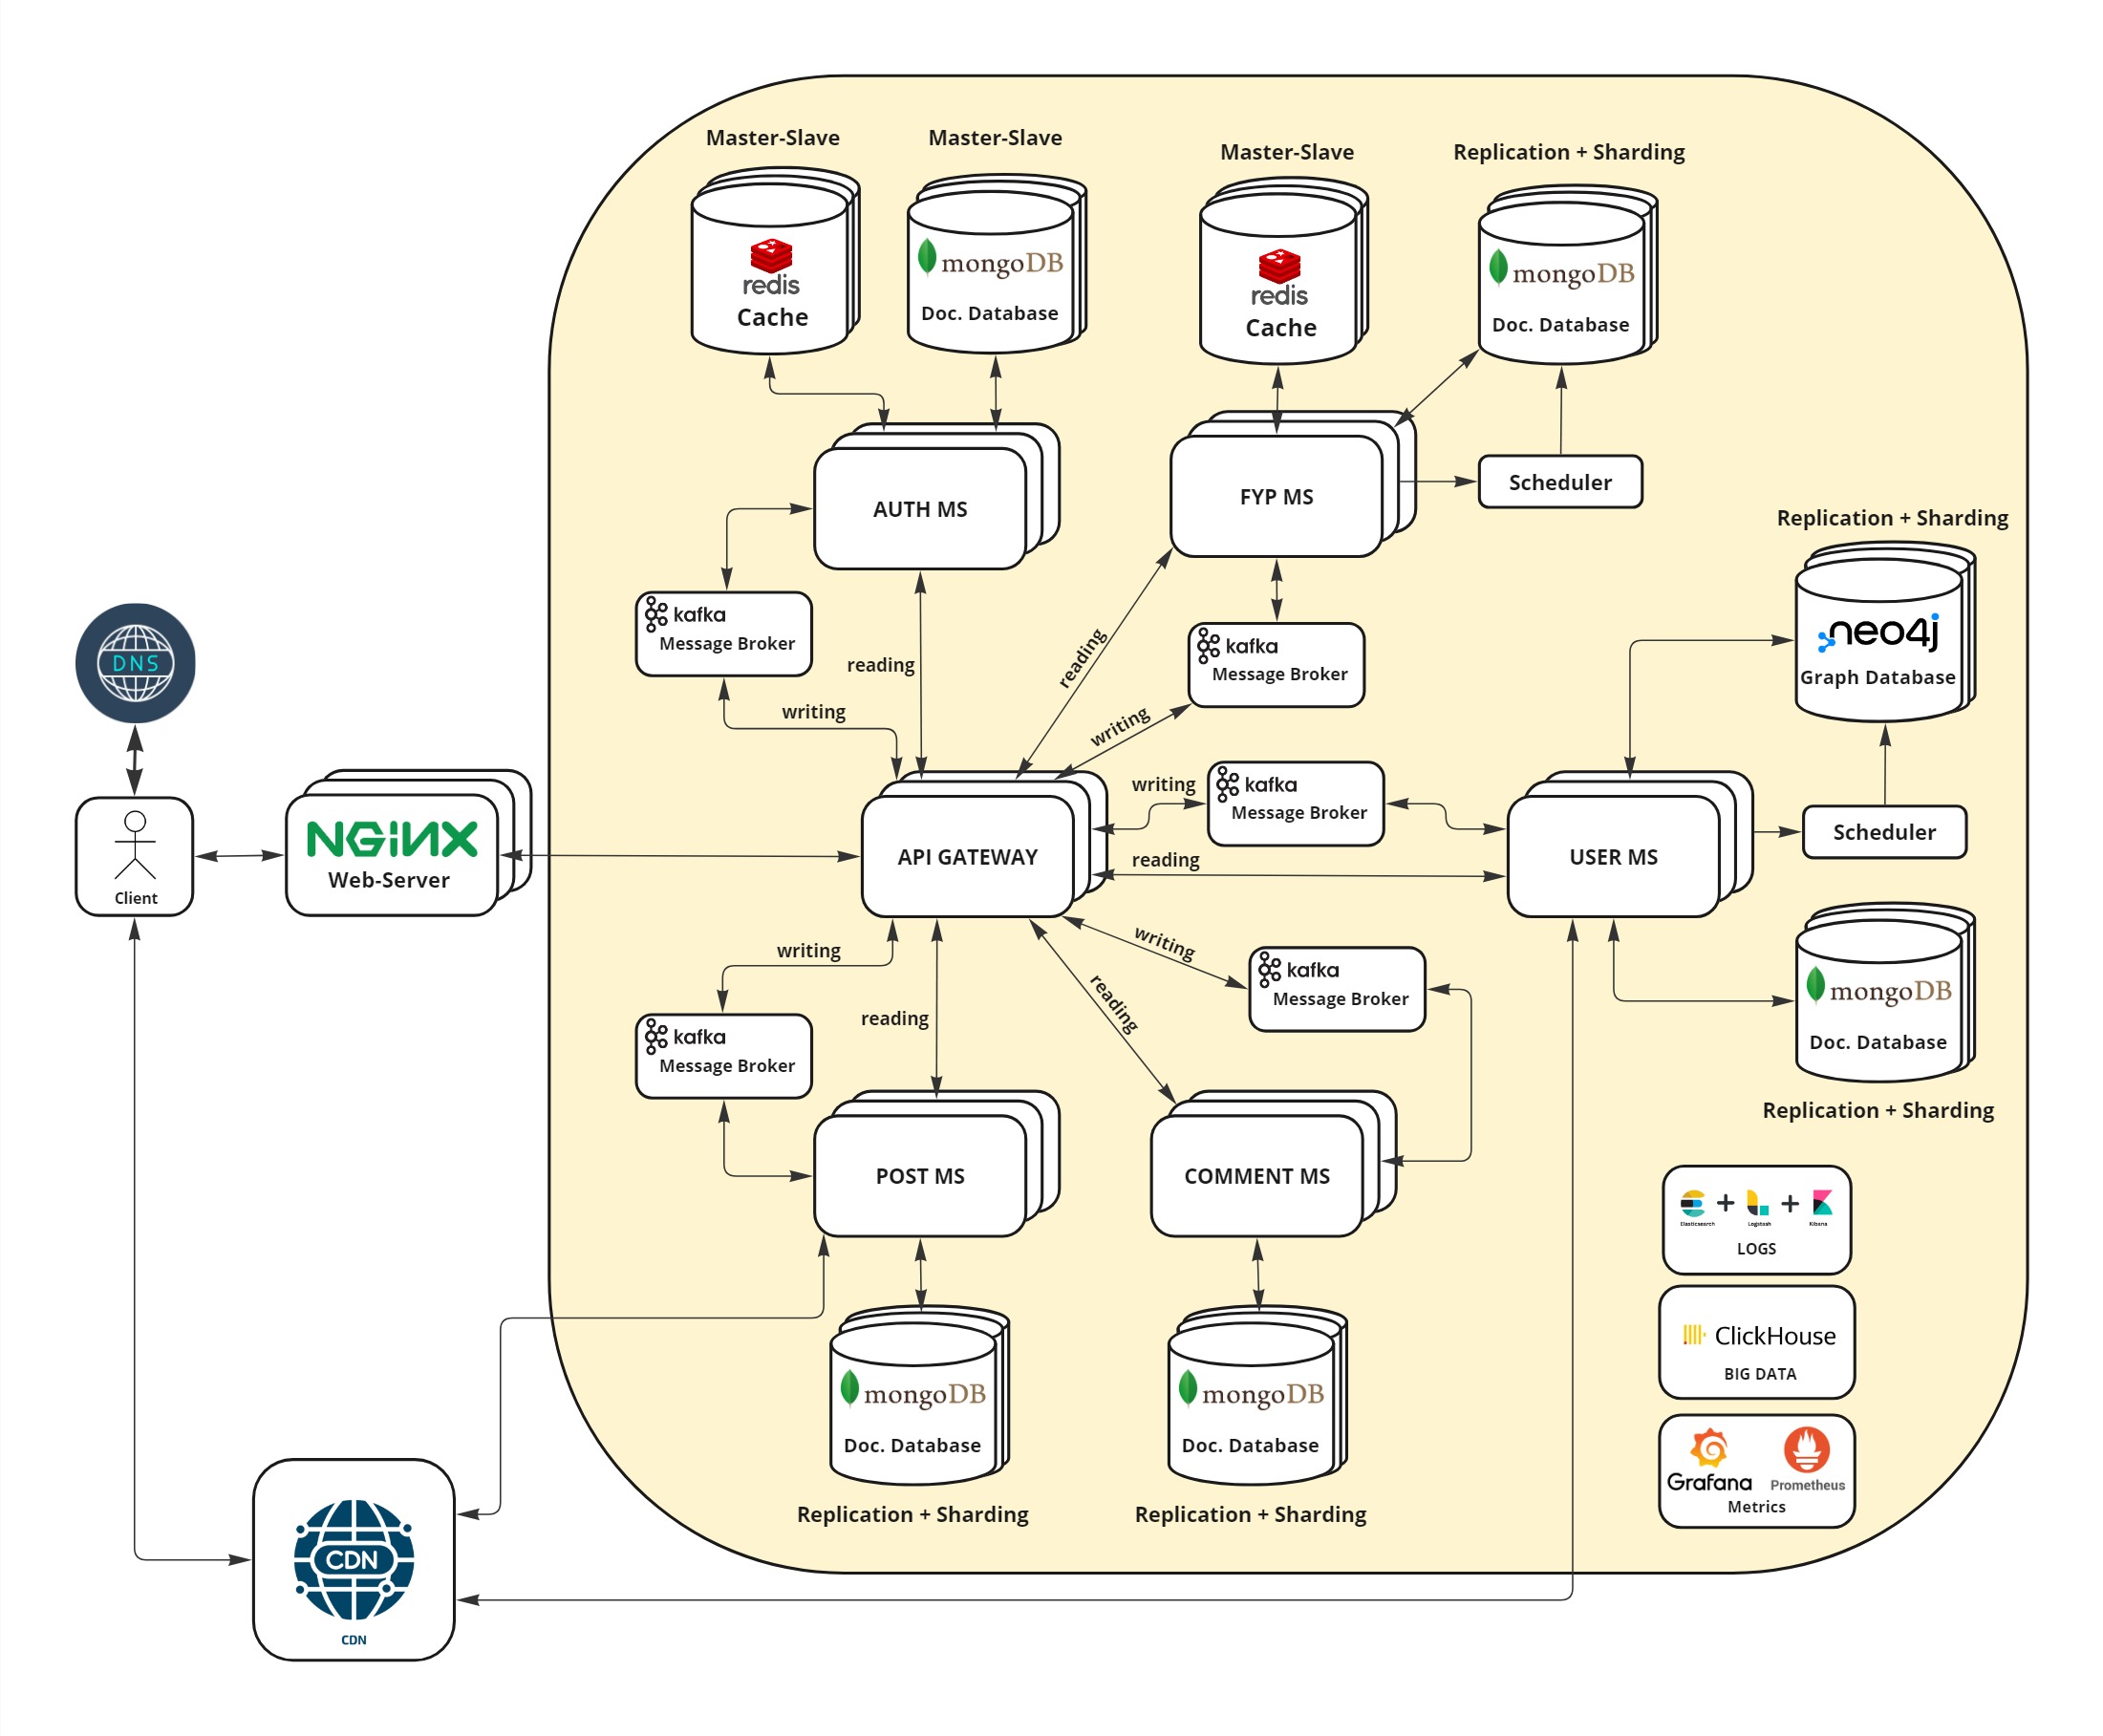 Master-Slave
Master-Slave
Master-Slave
Replication + Sharding
redis
Cache
mongoDB
Doc. Database
redis
Cache
mongoDB
Doc. Database
AUTH MS
FYP MS
Scheduler
Replication + Sharding
neo4j
Graph Database
kafka
Message Broker
kafka
Message Broker
reading
writing
reading
writing
DNS
Client
NGINX
Web-Server
API GATEWAY
writing
kafka
Message Broker
reading
USER MS
Scheduler
mongoDB
Doc. Database
Replication + Sharding
writing
kafka
Message Broker
reading
writing
reading
kafka
Message Broker
POST MS
COMMENT MS
mongoDB
Doc. Database
Replication + Sharding
mongoDB
Doc. Database
Replication + Sharding
Elasticsearch + Logstash + Kibana
LOGS
ClickHouse
BIG DATA
Grafana
Prometheus
Metrics
CDN
CDN